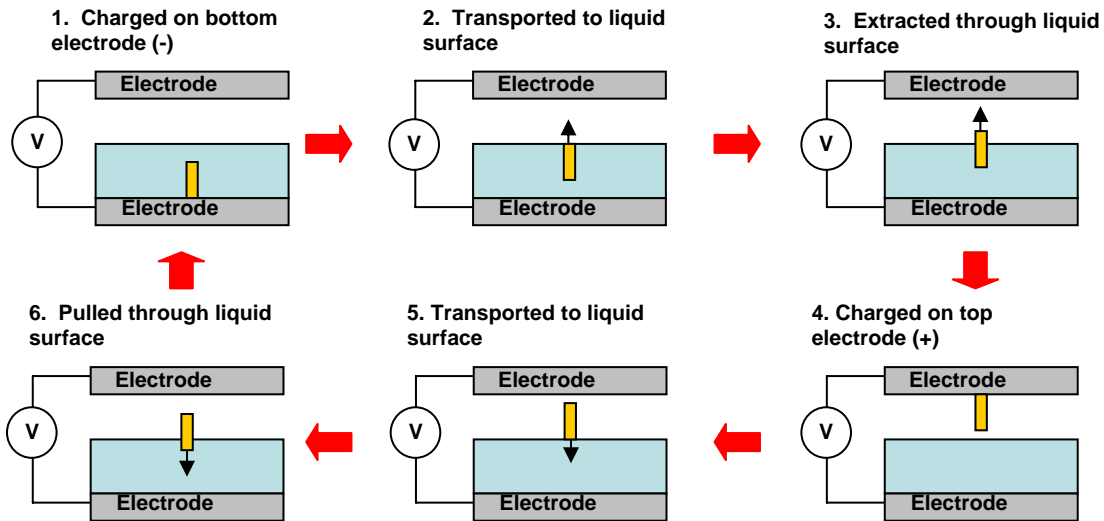 1. Charged on bottom
electrode (-)
Electrode
V
Electrode
2. Transported to liquid
surface
Electrode
V
Electrode
3. Extracted through liquid
surface
Electrode
V
Electrode
6. Pulled through liquid
surface
Electrode
V
Electrode
5. Transported to liquid
surface
Electrode
V
Electrode
4. Charged on top
electrode (+)
Electrode
V
Electrode